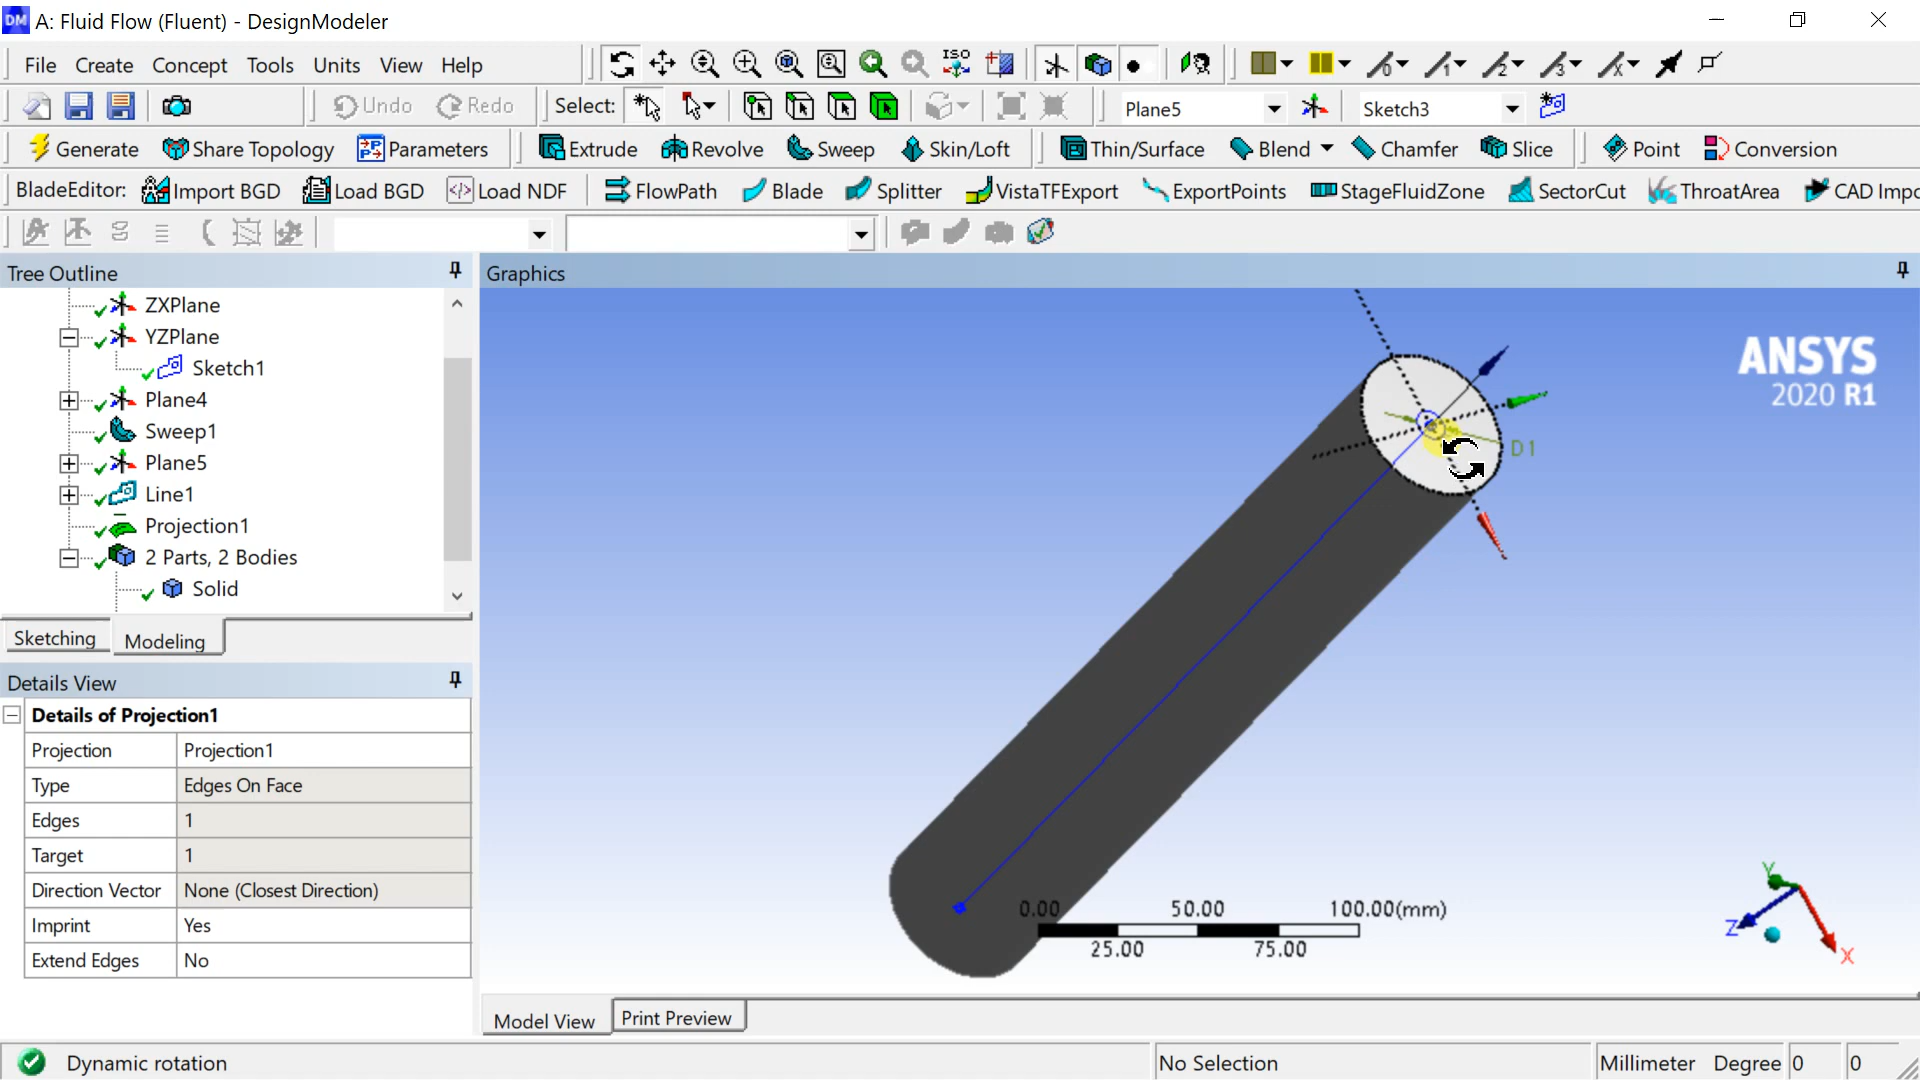 A: Fluid Flow (Fluent) - DesignModeler
File Create Concept Tools Units View Help
ISO
Undo Redo Select: Plane5 Sketch3
Generate Share Topology Parameters Extrude Revolve Sweep Skin/Loft Thin/Surface Blend Chamfer Slice Point Conversion
BladeEditor: Import BGD Load BGD Load NDF FlowPath Blade Splitter VistaTFExport ExportPoints StageFluidZone SectorCut ThroatArea CAD Impo
Tree Outline
ZXPlane
YZPlane
Sketch1
Plane4
Sweep1
Plane5
Line1
Projection1
2 Parts, 2 Bodies
Solid
Sketching Modeling
Details View
Details of Projection1
Projection Projection1
Type Edges On Face
Edges 1
Target 1
Direction Vector None (Closest Direction)
Imprint Yes
Extend Edges No
Graphics
ANSYS
2020 R1
D1
0.00 50.00 100.00(mm)
25.00 75.00
Y
Z
X
Model View Print Preview
Dynamic rotation No Selection Millimeter Degree 0 0